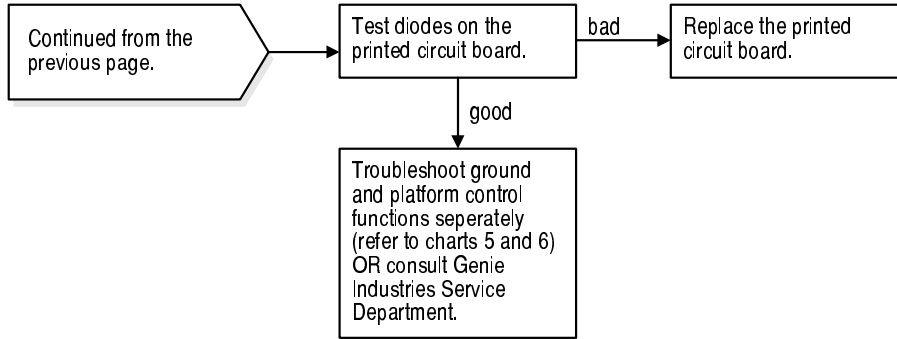 Continued from the
previous page.
Test diodes on the
printed circuit board.
bad
Replace the printed
circuit board.
good
Troubleshoot ground
and platform control
functions seperately
(refer to charts 5 and 6)
OR consult Genie
Industries Service
Department.